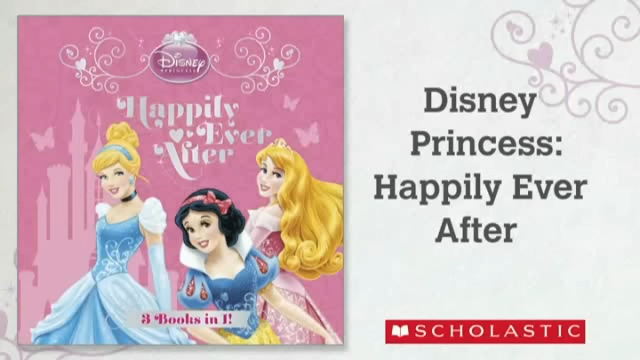 Disney
PRINCESS
Happily
Ever
After
3 Books in 1!
Disney
Princess:
Happily Ever
After
SCHOLASTIC